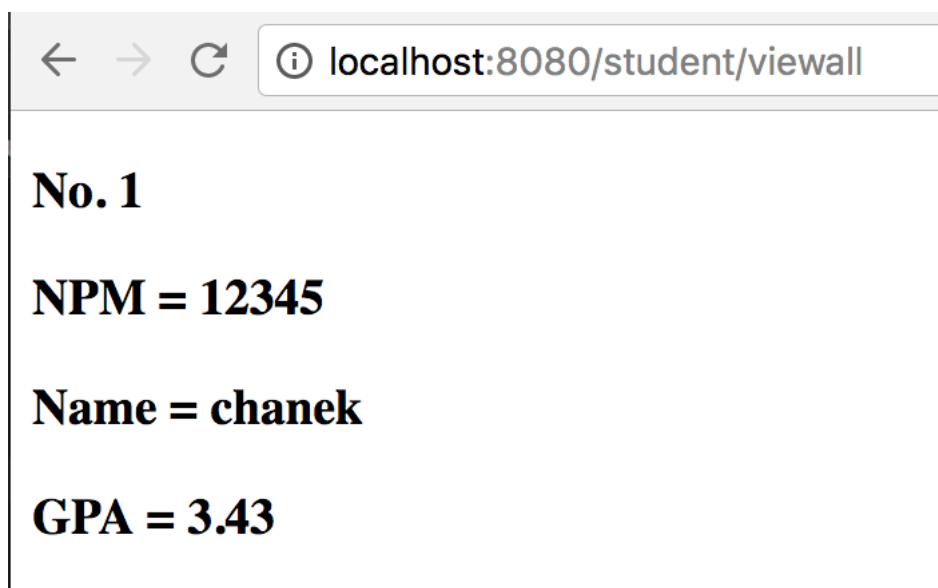 localhost:8080/student/viewall
No. 1
NPM = 12345
Name = chanek
GPA = 3.43